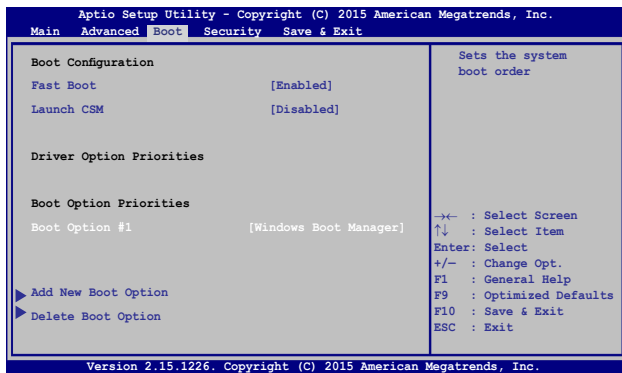 Aptio Setup Utility - Copyright (C) 2015 American Megatrends, Inc.
Main Advanced Boot Security Save & Exit
Boot Configuration
Fast Boot [Enabled]
Launch CSM [Disabled]
Driver Option Priorities
Boot Option Priorities
Boot Option #1 [Windows Boot Manager]
Add New Boot Option
Delete Boot Option
Sets the system
boot order
→← : Select Screen
↑↓ : Select Item
Enter: Select
+/— : Change Opt.
F1 : General Help
F9 : Optimized Defaults
F10 : Save & Exit
ESC : Exit
Version 2.15.1226. Copyright (C) 2015 American Megatrends, Inc.